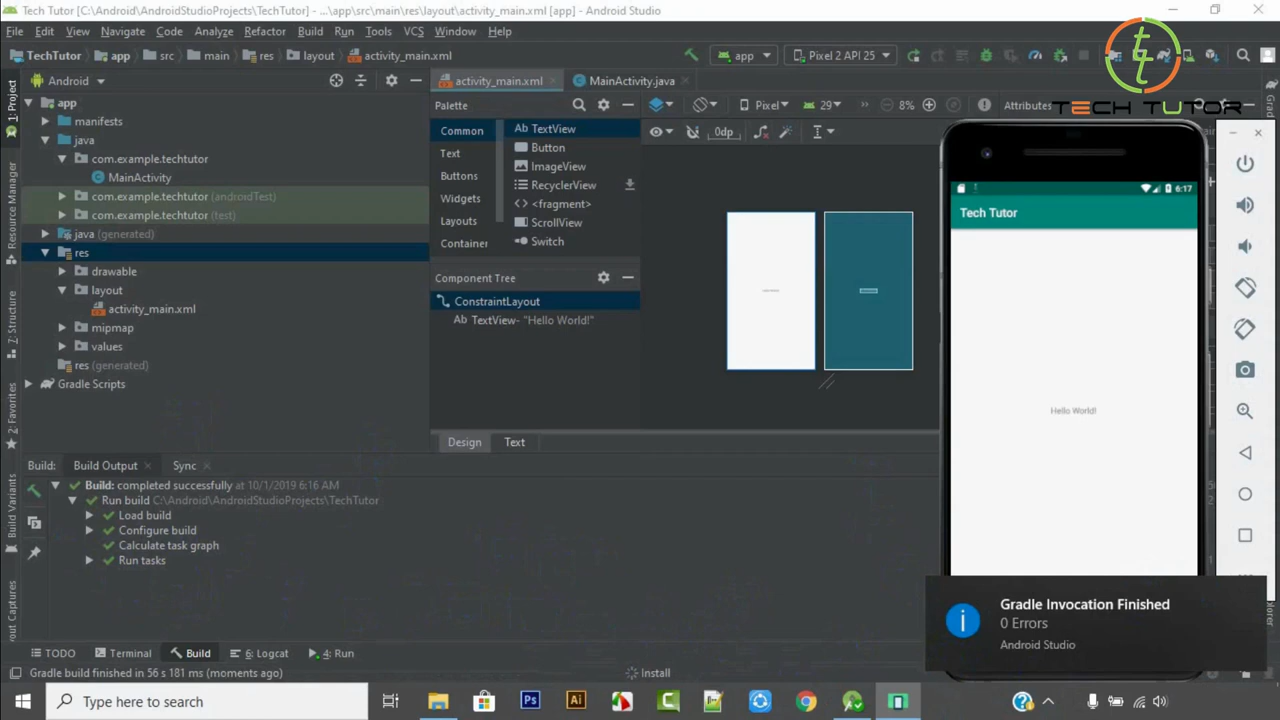 Tech Tutor [C:\Android\AndroidStudioProjects\TechTutor] - ...\app\src\main\res\layout\activity_main.xml [app] - Android Studio
File Edit View Navigate Code Analyze Refactor Build Run Tools VCS Window Help
TechTutor app src main res layout activity_main.xml app Pixel 2 API 25
TECH TUTOR
Android activity_main.xml MainActivity.java
1: Project
Resource Manager
Z: Structure
2: Favorites
Build Variants
app
manifests
java
com.example.techtutor
MainActivity
com.example.techtutor (androidTest)
com.example.techtutor (test)
java (generated)
res
drawable
layout
activity_main.xml
mipmap
values
res (generated)
Gradle Scripts
Palette
Common
Text
Buttons
Widgets
Layouts
Container
Ab TextView
Button
ImageView
RecyclerView
<fragment>
ScrollView
Switch
Component Tree
ConstraintLayout
Ab TextView- "Hello World!"
Design Text
Pixel 29 8% Attributes
0dp
6:17
Tech Tutor
Hello World!
Build: Build Output Sync
Build: completed successfully at 10/1/2019 6:16 AM
Run build C:\Android\AndroidStudioProjects\TechTutor
Load build
Configure build
Calculate task graph
Run tasks
Gradle Invocation Finished
0 Errors
Android Studio
TODO Terminal Build 6: Logcat 4: Run
Gradle build finished in 56 s 181 ms (moments ago) Install
Type here to search
Ps Ai